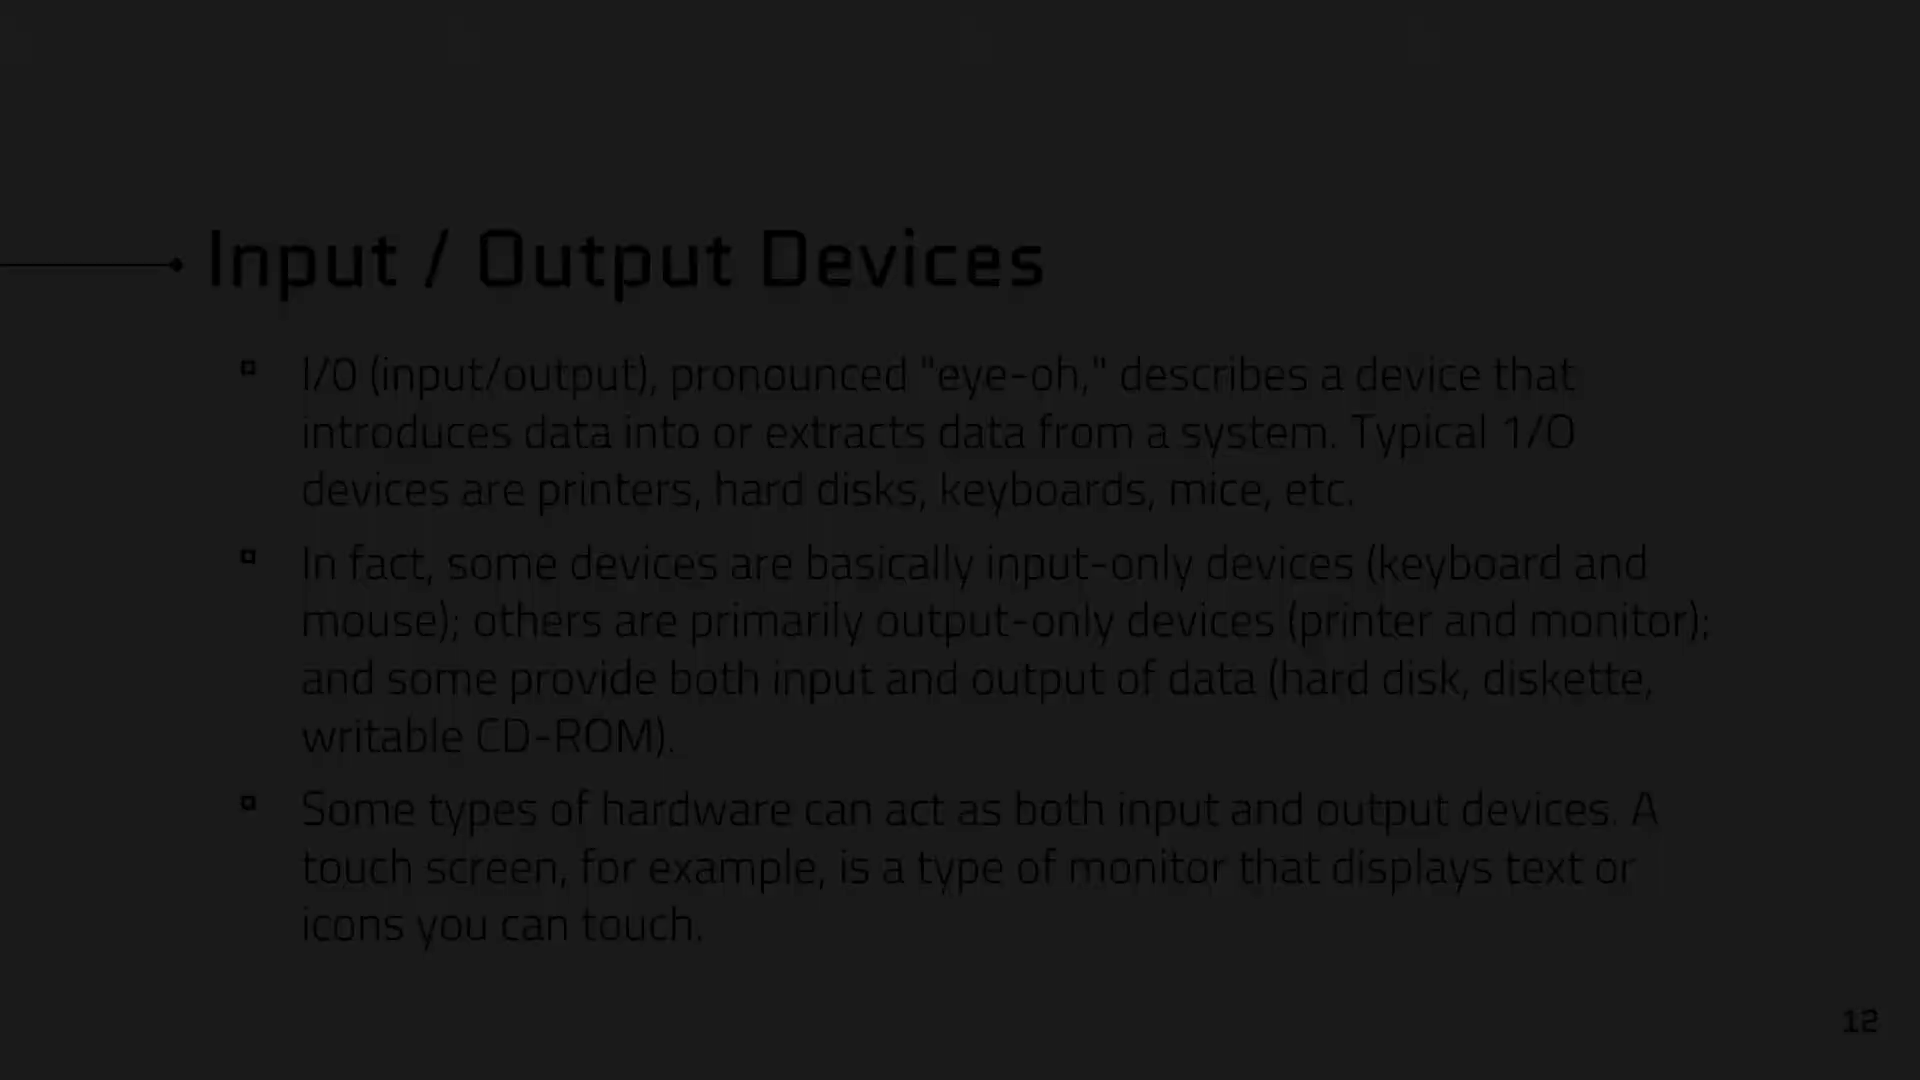 Input / Output Devices
I/O (input/output), pronounced "eye-oh," describes a device that
introduces data into or extracts data from a system. Typical 1/O
devices are printers, hard disks, keyboards, mice, etc.
In fact, some devices are basically input-only devices (keyboard and
mouse); others are primarily output-only devices (printer and monitor);
and some provide both input and output of data (hard disk, diskette,
writable CD-ROM).
Some types of hardware can act as both input and output devices. A
touch screen, for example, is a type of monitor that displays text or
icons you can touch.
12